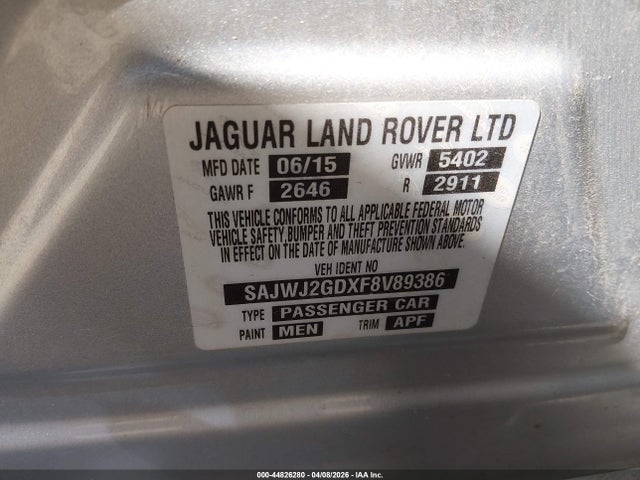 JAGUAR LAND ROVER LTD
MFD DATE 06/15 GVWR 5402
GAWR F 2646 R 2911
THIS VEHICLE CONFORMS TO ALL APPLICABLE FEDERAL MOTOR
VEHICLE SAFETY,BUMPER AND THEFT PREVENTION STANDARDS
IN EFFECT ON THE DATE OF MANUFACTURE SHOWN ABOVE.
VEH IDENT NO
SAJWJ2GDXF8V89386
TYPE PASSENGER CAR
PAINT MEN TRIM APF
000-44826280 - 04/08/2026 - IAA Inc.